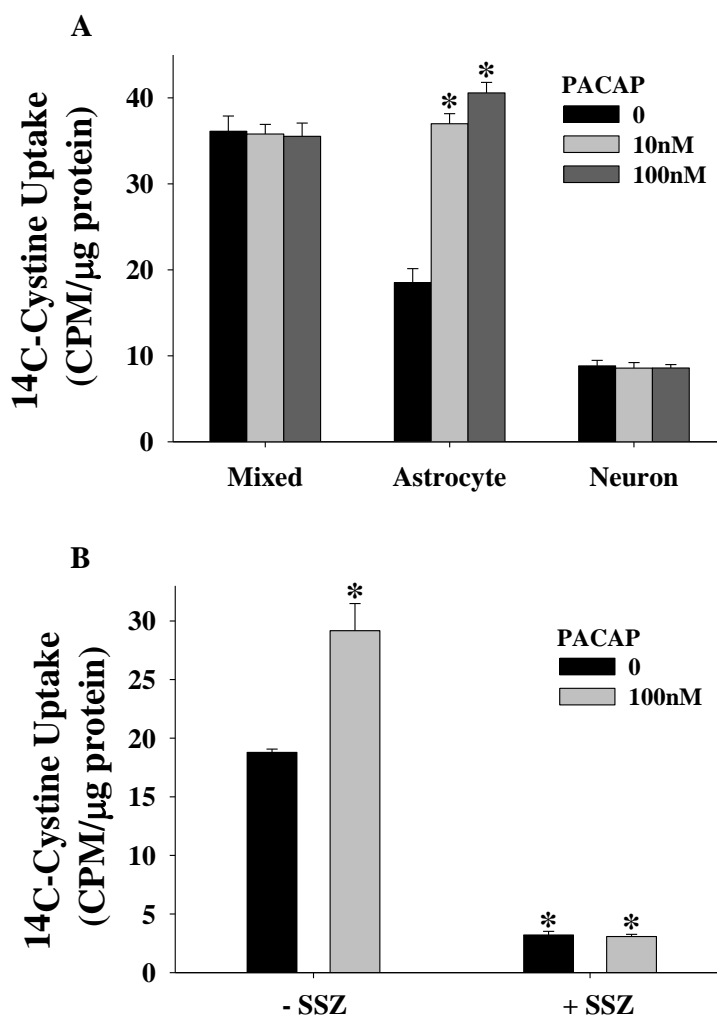 A
¹⁴C-Cystine Uptake
(CPM/µg protein)
40
30
20
10
0
* *
PACAP
0
10nM
100nM
Mixed Astrocyte Neuron
B
¹⁴C-Cystine Uptake
(CPM/µg protein)
30
25
20
15
10
5
0
*
* *
PACAP
0
100nM
- SSZ + SSZ